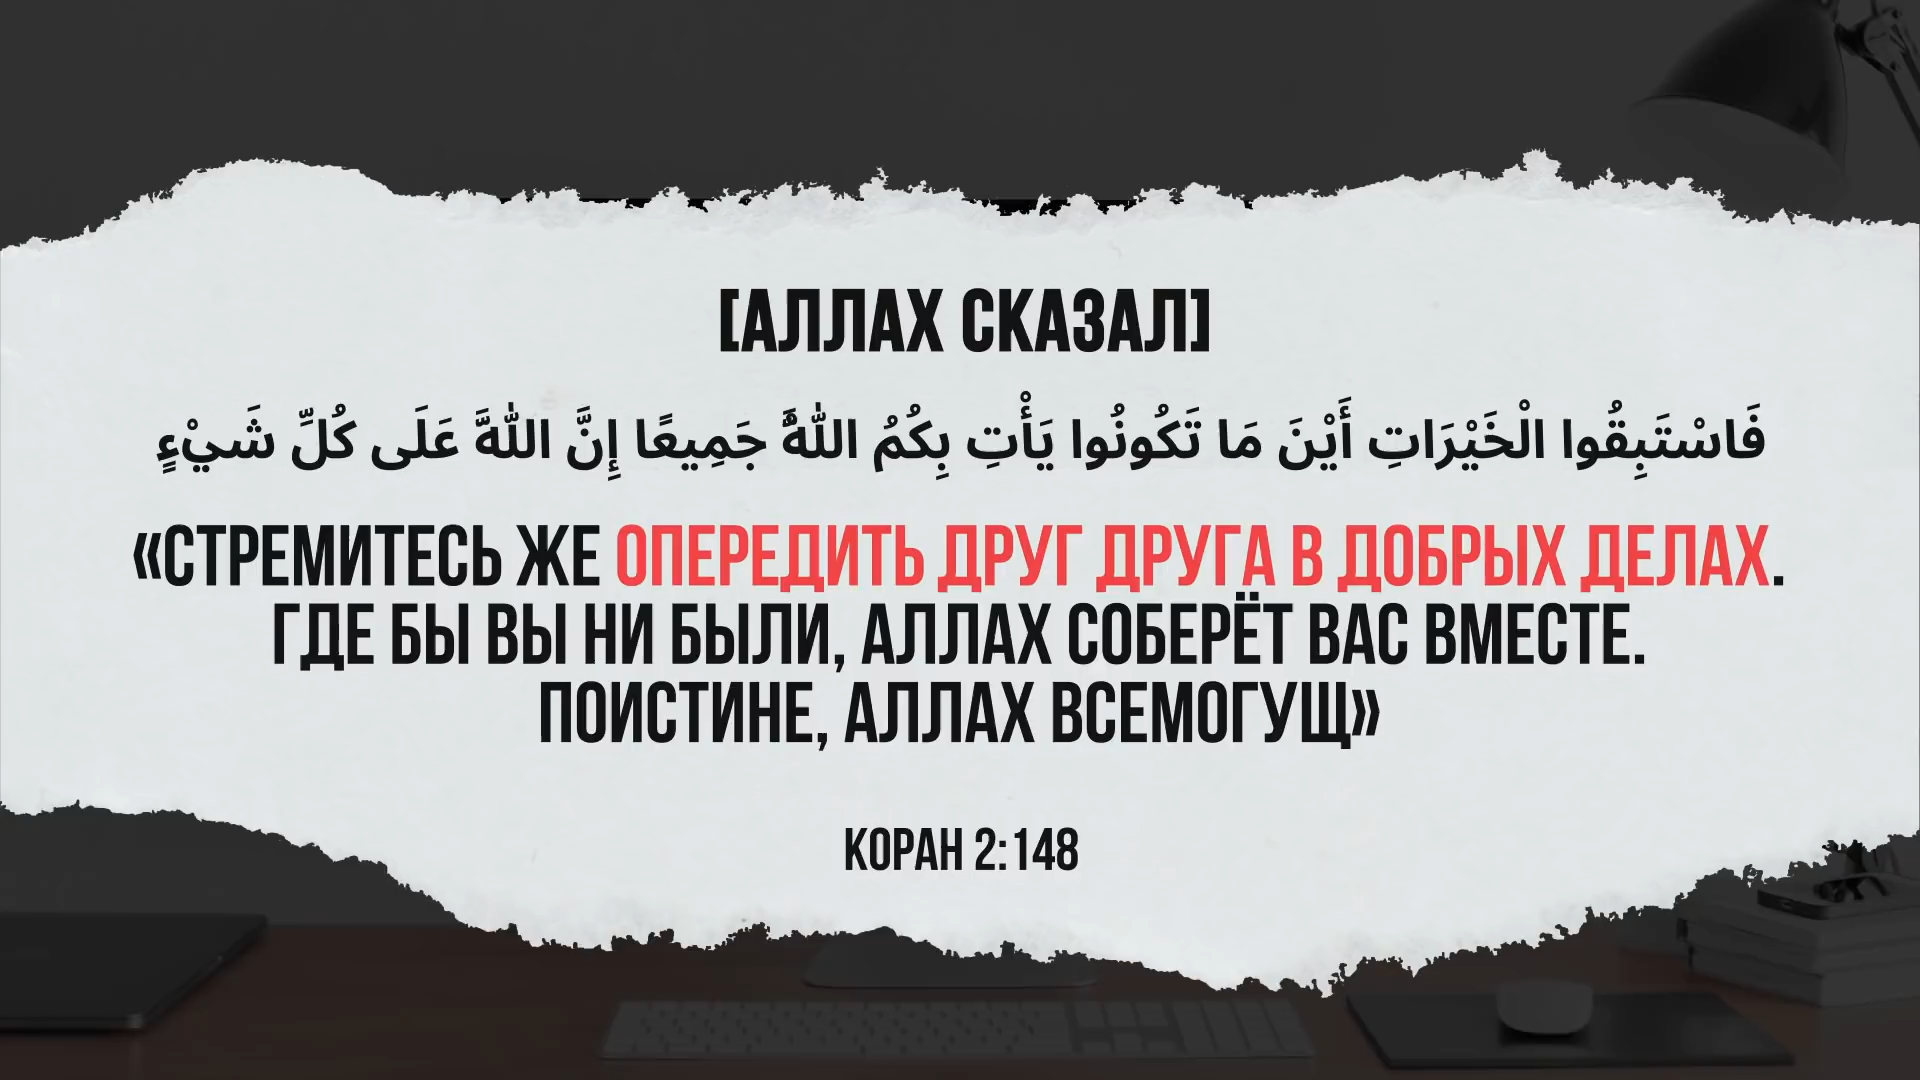 [АЛЛАХ СКАЗАЛ]
فَاسْتَبِقُوا الْخَيْرَاتِ أَيْنَ مَا تَكُونُوا يَأْتِ بِكُمُ اللَّهُ جَمِيعًا إِنَّ اللَّهَ عَلَى كُلِّ شَيْءٍ
«СТРЕМИТЕСЬ ЖЕ ОПЕРЕДИТЬ ДРУГ ДРУГА В ДОБРЫХ ДЕЛАХ.
ГДЕ БЫ ВЫ НИ БЫЛИ, АЛЛАХ СОБЕРЁТ ВАС ВМЕСТЕ.
ПОИСТИНЕ, АЛЛАХ ВСЕМОГУЩ»
КОРАН 2:148